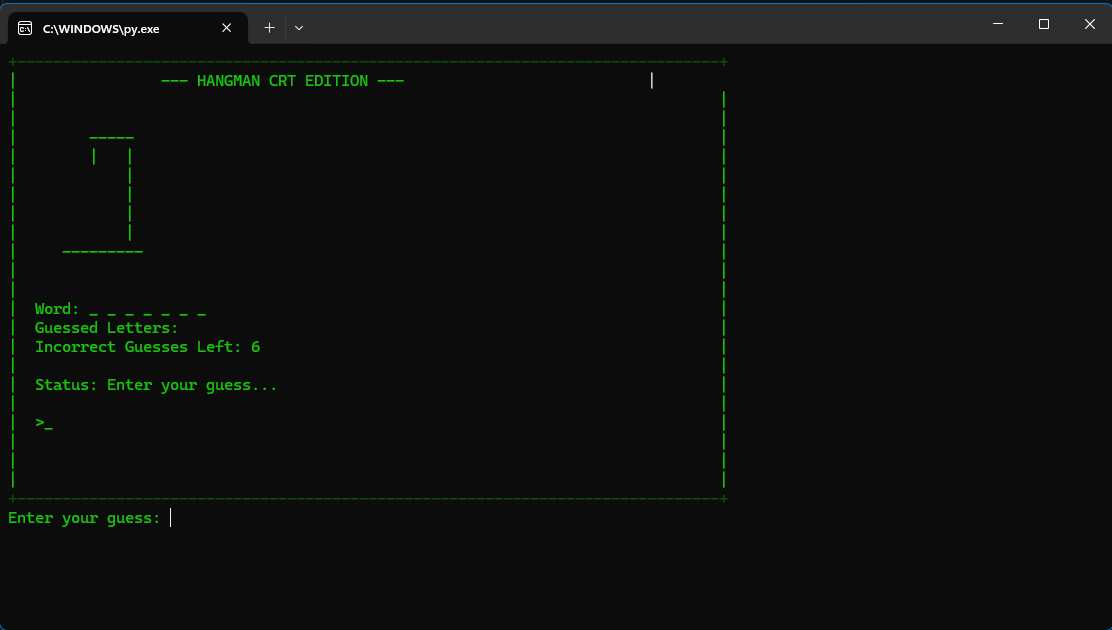 C:\WINDOWS\py.exe
--- HANGMAN CRT EDITION ---
Word: _ _ _ _ _ _ _
Guessed Letters:
Incorrect Guesses Left: 6
Status: Enter your guess...
>_
Enter your guess: